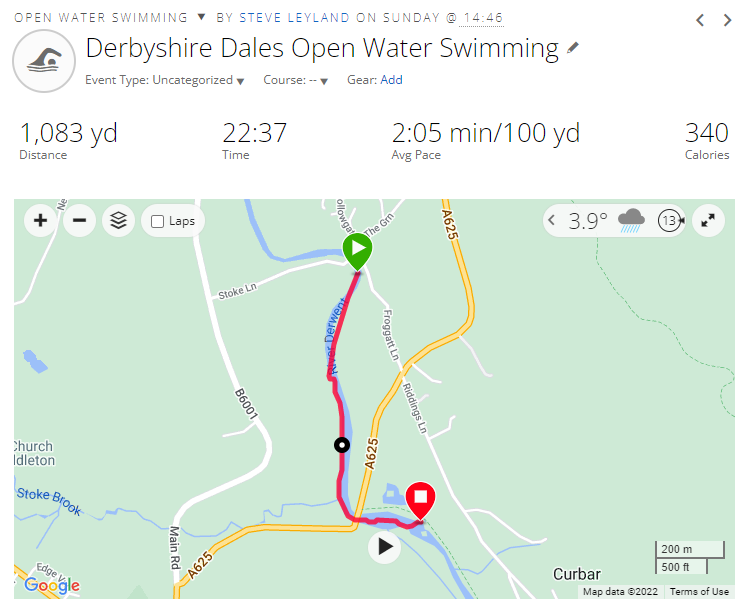 OPEN WATER SWIMMING ▼ BY STEVE LEYLAND ON SUNDAY @ 14:46
Derbyshire Dales Open Water Swimming
Event Type: Uncategorized ▼ Course: -- ▼ Gear: Add
1,083 yd 22:37 2:05 min/100 yd 340
Distance Time Avg Pace Calories
+ − Laps
3.9° 13
Ne
ollowgat
The Grn
A625
Stoke Ln
River Derwent
Froggatt Ln
B6001
Riddings Ln
A625
Church
ddleton
Stoke Brook
Main Rd
A625
Edge V
Curbar
200 m
500 ft
Google
Map data ©2022 Terms of Use